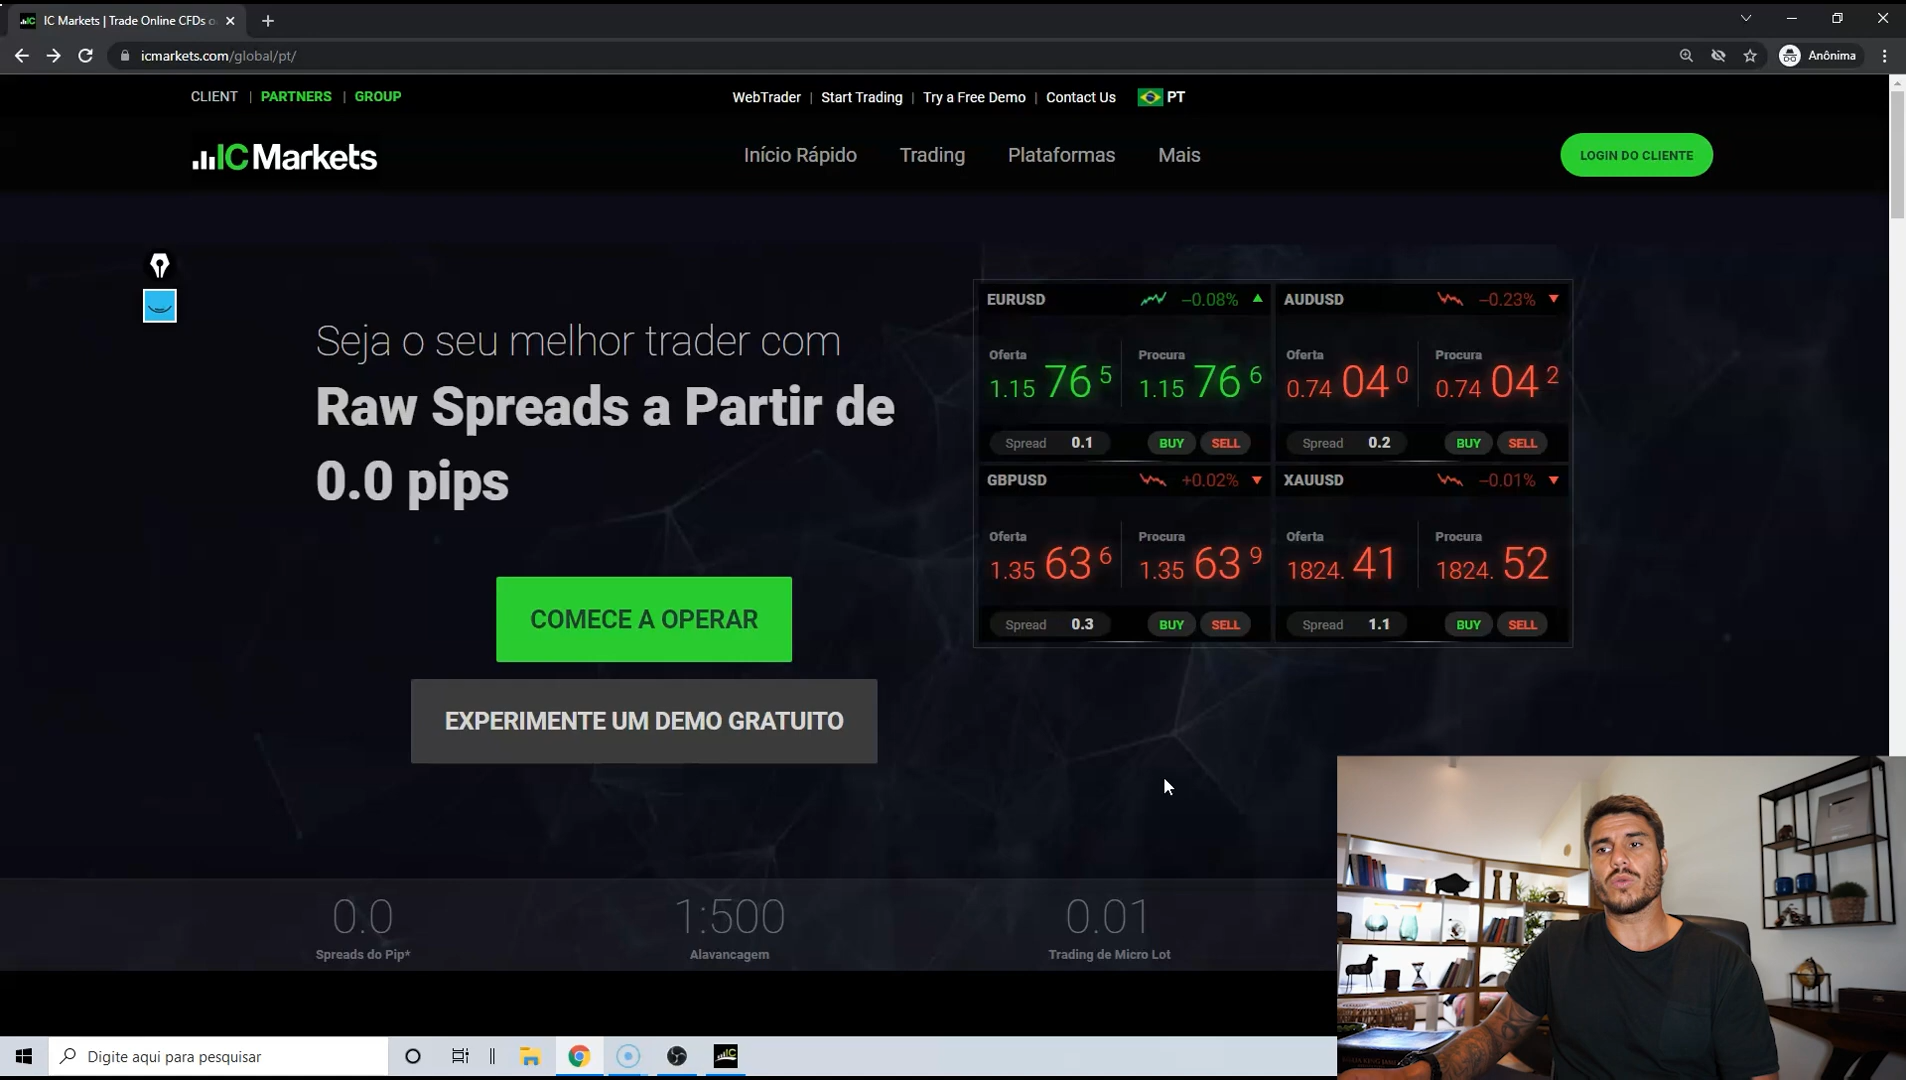 IC Markets | Trade Online CFDs o
icmarkets.com/global/pt/
Anônima
CLIENT | PARTNERS | GROUP
WebTrader | Start Trading | Try a Free Demo | Contact Us
PT
IC Markets
Início Rápido
Trading
Plataformas
Mais
LOGIN DO CLIENTE
Seja o seu melhor trader com
Raw Spreads a Partir de
0.0 pips
COMECE A OPERAR
EXPERIMENTE UM DEMO GRATUITO
EURUSD –0.08%
Oferta Procura
1.15 76 5 1.15 76 6
Spread 0.1 BUY SELL
AUDUSD –0.23%
Oferta Procura
0.74 04 0 0.74 04 2
Spread 0.2 BUY SELL
GBPUSD +0.02%
Oferta Procura
1.35 63 6 1.35 63 9
Spread 0.3 BUY SELL
XAUUSD –0.01%
Oferta Procura
1824. 41 1824. 52
Spread 1.1 BUY SELL
0.0
Spreads do Pip*
1:500
Alavancagem
0.01
Trading de Micro Lot
Digite aqui para pesquisar